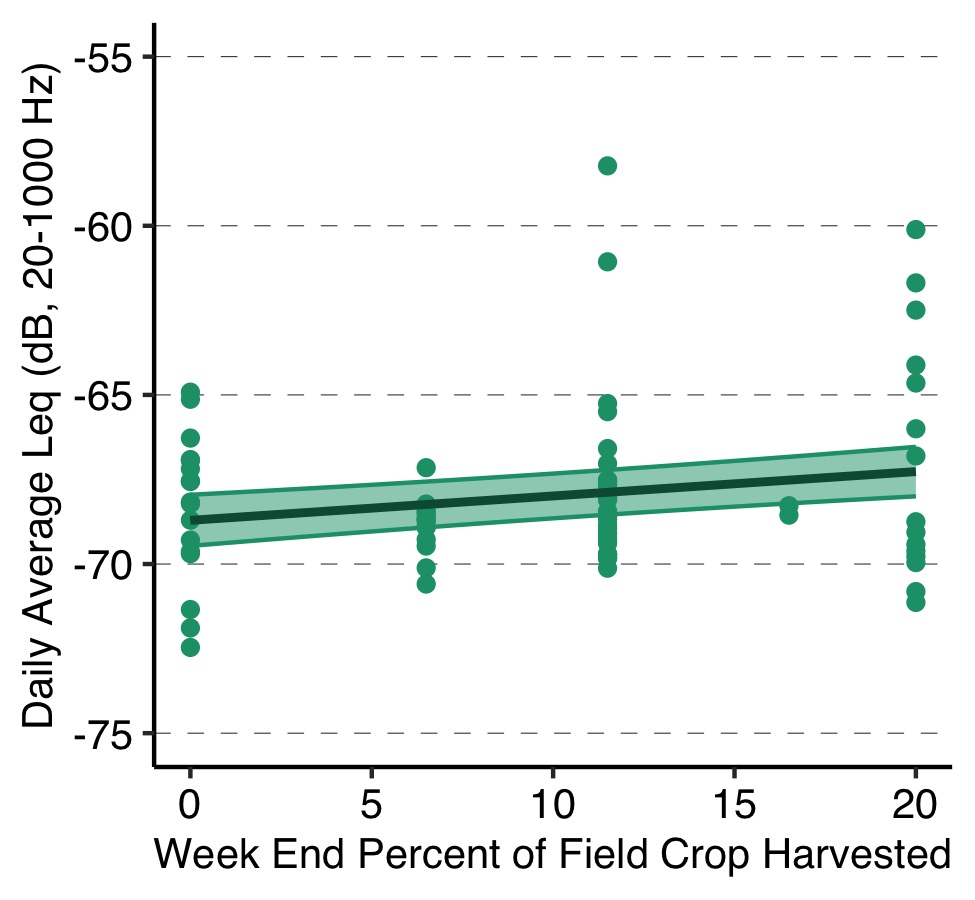 Daily Average Leq (dB, 20-1000 Hz)
-55
-60
-65
-70
-75
0 5 10 15 20
Week End Percent of Field Crop Harvested